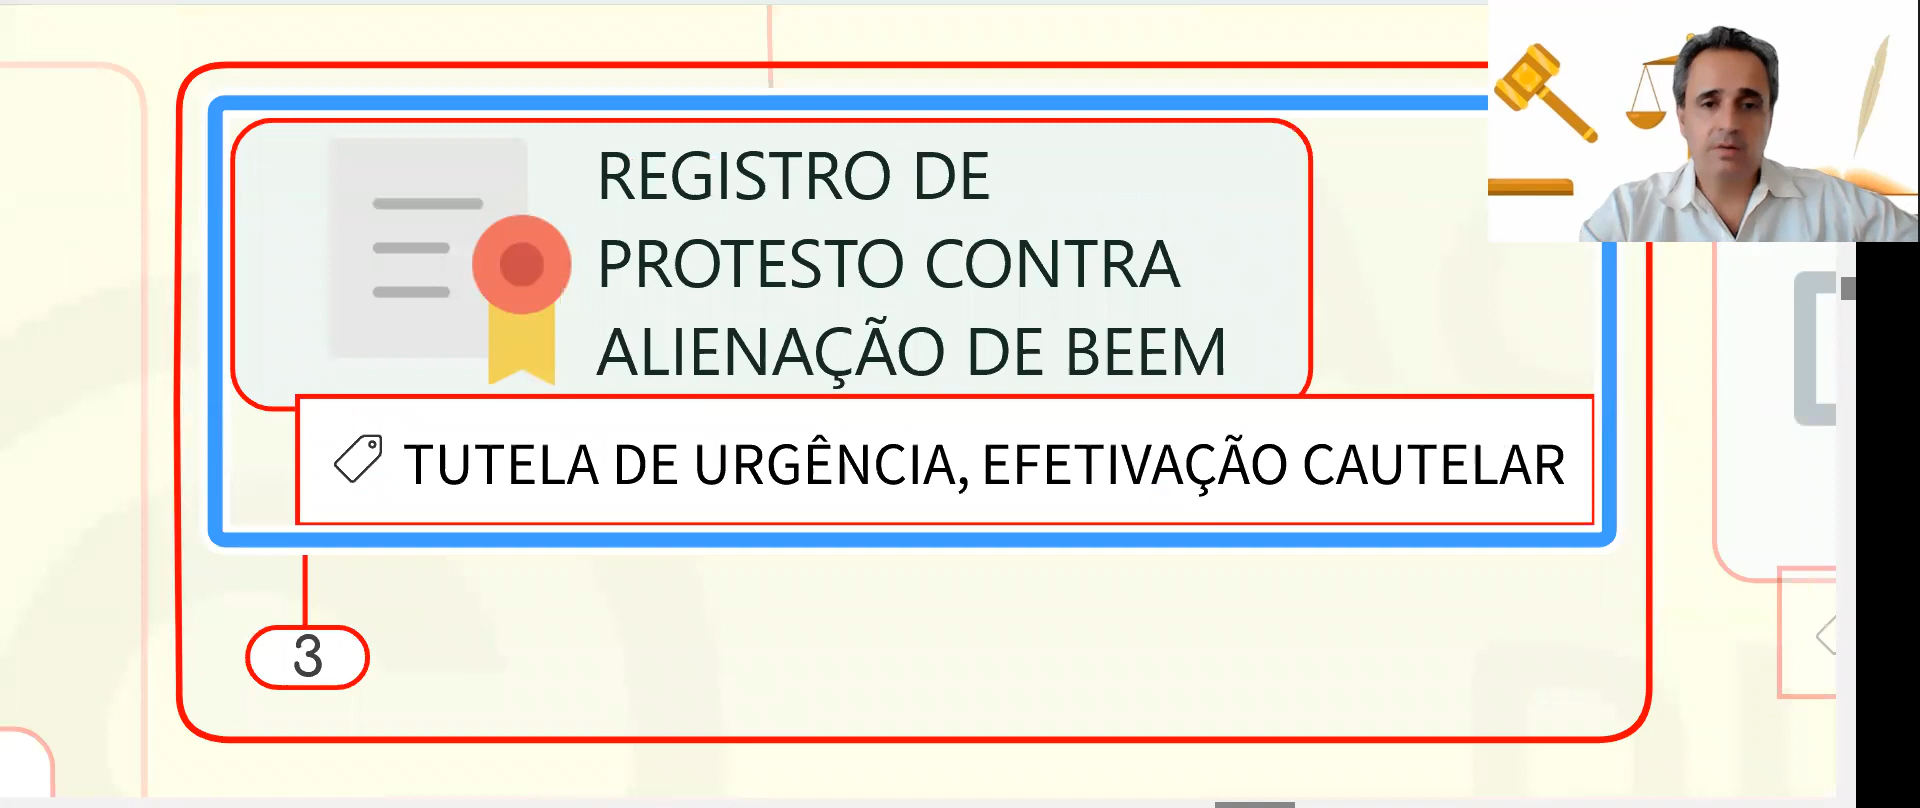 REGISTRO DE
PROTESTO CONTRA
ALIENAÇÃO DE BEEM
TUTELA DE URGÊNCIA, EFETIVAÇÃO CAUTELAR
3